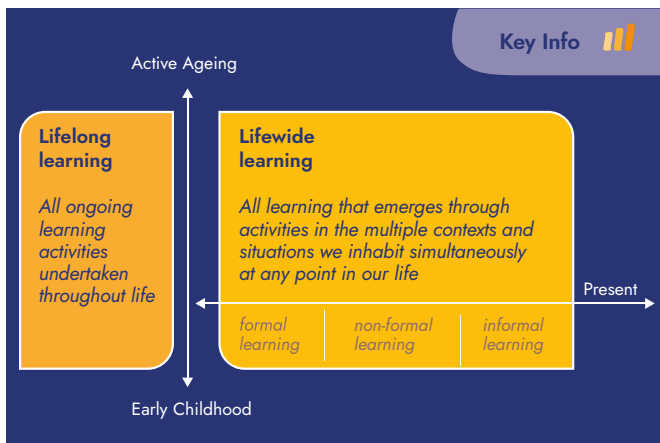 Key Info
Active Ageing
Lifelong
learning
All ongoing
learning
activities
undertaken
throughout life
Lifewide
learning
All learning that emerges through
activities in the multiple contexts and
situations we inhabit simultaneously
at any point in our life
Present
formal
learning
non-formal
learning
informal
learning
Early Childhood